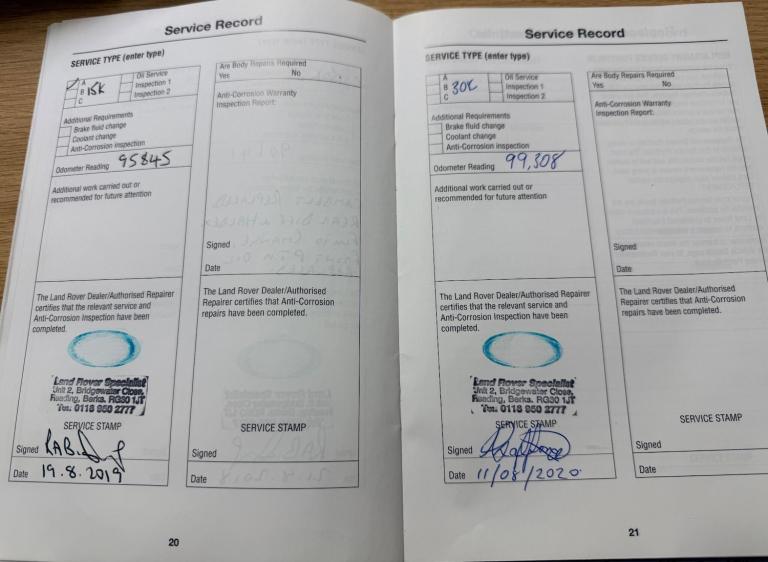 Service Record
SERVICE TYPE (enter type)
A
B 15K
C
Oil Service
Inspection 1
Inspection 2
Additional Requirements
Brake fluid change
Coolant change
Anti-Corrosion inspection
Odometer Reading 95845
Additional work carried out or
recommended for future attention
The Land Rover Dealer/Authorised Repairer
certifies that the relevant service and
Anti-Corrosion Inspection have been
completed.
Land Rover Specialist
Unit 2, Bridgewater Close,
Reading, Berks. RG30 1JT
Tel: 0118 950 2777
SERVICE STAMP
Signed
Date 19.8.2019
Are Body Repairs Required
Yes No
Anti-Corrosion Warranty
Inspection Report:
Signed
Date
The Land Rover Dealer/Authorised
Repairer certifies that Anti-Corrosion
repairs have been completed.
SERVICE STAMP
Signed
Date
20
Service Record
SERVICE TYPE (enter type)
A
B 30K
C
Oil Service
Inspection 1
Inspection 2
Additional Requirements
Brake fluid change
Coolant change
Anti-Corrosion inspection
Odometer Reading 99,308
Additional work carried out or
recommended for future attention
The Land Rover Dealer/Authorised Repairer
certifies that the relevant service and
Anti-Corrosion Inspection have been
completed.
Land Rover Specialist
Unit 2, Bridgewater Close,
Reading, Berks. RG30 1JT
Tel: 0118 950 2777
SERVICE STAMP
Signed
Date 11/08/2020
Are Body Repairs Required
Yes No
Anti-Corrosion Warranty
Inspection Report:
Signed
Date
The Land Rover Dealer/Authorised
Repairer certifies that Anti-Corrosion
repairs have been completed.
SERVICE STAMP
Signed
Date
21